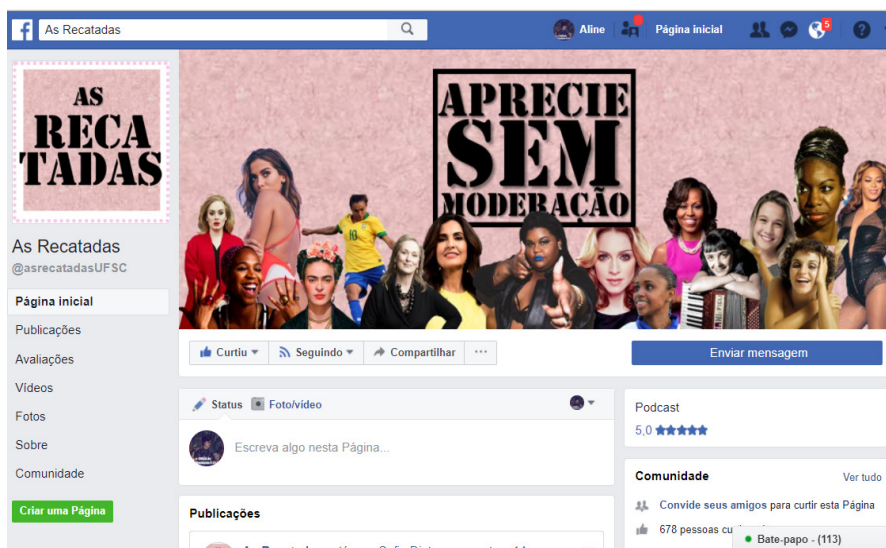 As Recatadas
Aline
Página inicial
5
?
AS
RECA
TADAS
APRECIE
SEM
MODERAÇÃO
10
As Recatadas
@asrecatadasUFSC
Página inicial
Publicações
Avaliações
Vídeos
Fotos
Sobre
Comunidade
Criar uma Página
Curtiu
Seguindo
Compartilhar
Enviar mensagem
Status Foto/vídeo
Escreva algo nesta Página...
Publicações
Podcast
5,0
Comunidade Ver tudo
Convide seus amigos para curtir esta Página
678 pessoas
Bate-papo - (113)
As Recatadas